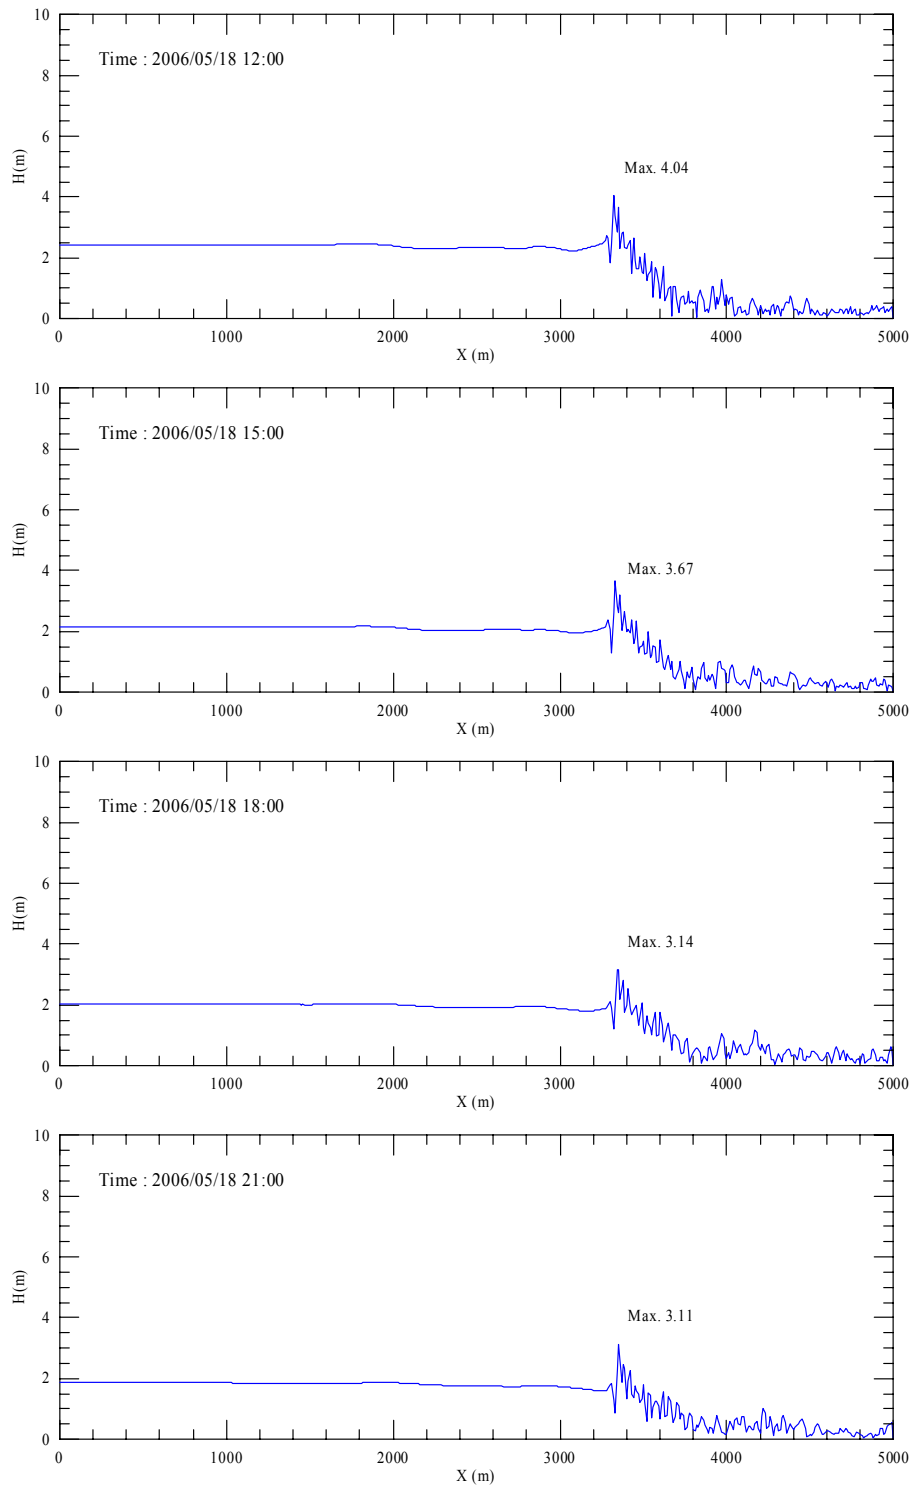 10
Time : 2006/05/18 12:00
8
6
H(m)
Max. 4.04
4
2
0
0 1000 2000 3000 4000 5000
X (m)
10
Time : 2006/05/18 15:00
8
6
H(m)
Max. 3.67
4
2
0
0 1000 2000 3000 4000 5000
X (m)
10
Time : 2006/05/18 18:00
8
6
H(m)
Max. 3.14
4
2
0
0 1000 2000 3000 4000 5000
X (m)
10
Time : 2006/05/18 21:00
8
6
H(m)
Max. 3.11
4
2
0
0 1000 2000 3000 4000 5000
X (m)